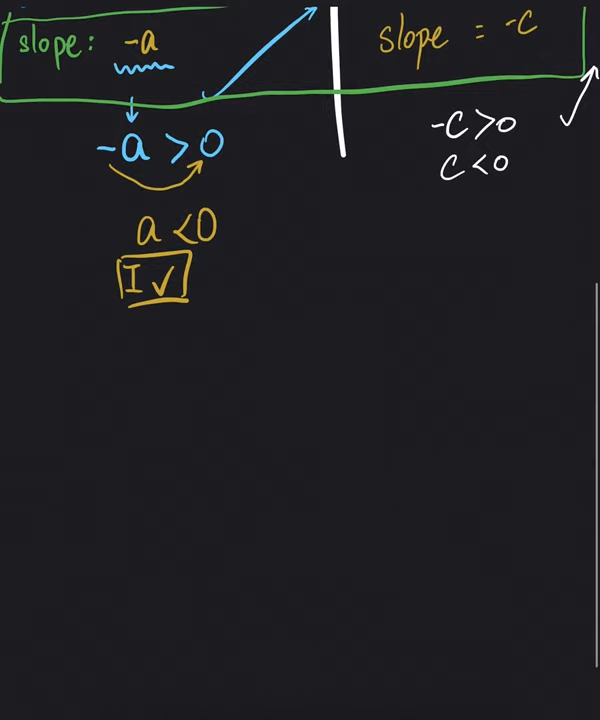 slope: -a
-a > 0
a < 0
I ✓
slope = -c
-c > 0
c < 0